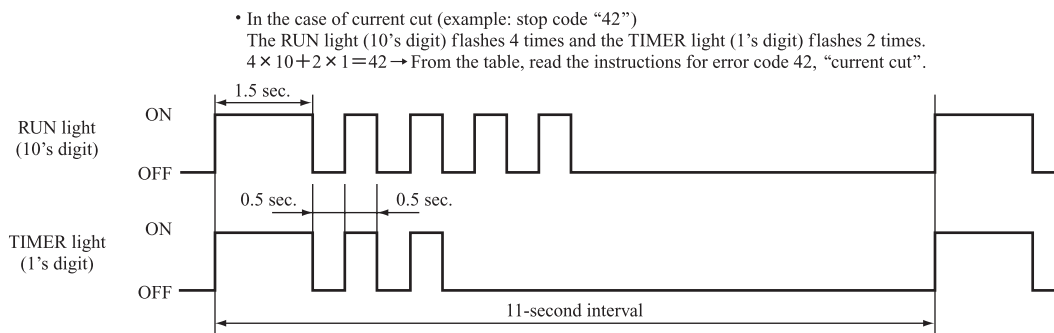 • In the case of current cut (example: stop code “42”)
The RUN light (10’s digit) flashes 4 times and the TIMER light (1’s digit) flashes 2 times.
4 × 10 + 2 × 1 = 42 → From the table, read the instructions for error code 42, “current cut”.
1.5 sec.
ON
RUN light
(10’s digit)
OFF
0.5 sec.
0.5 sec.
ON
TIMER light
(1’s digit)
OFF
11-second interval